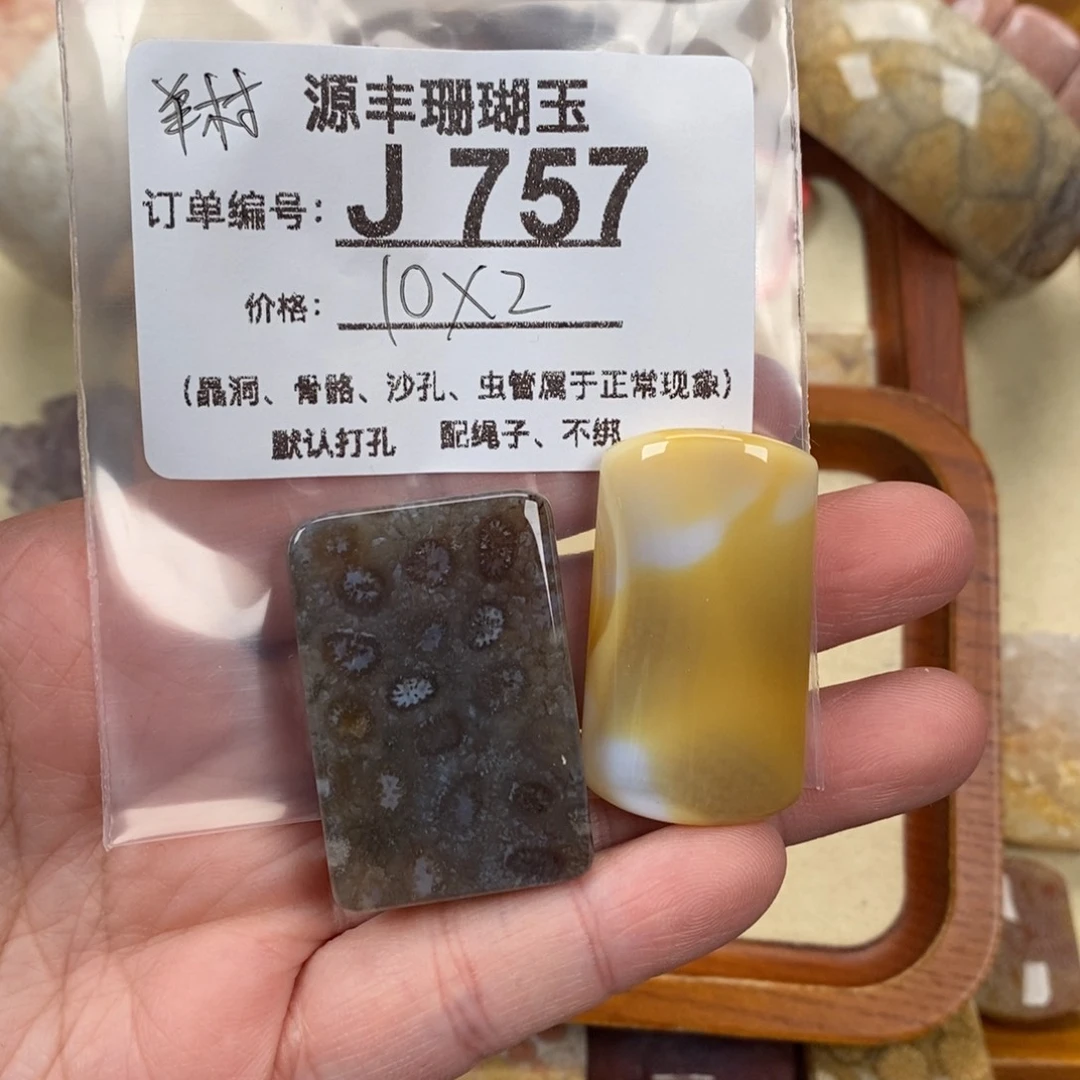 羊村 源丰珊瑚玉
订单编号: J 757
价格: 10X2
(晶洞、骨骼、沙孔、虫管属于正常现象)
默认打孔 配绳子、不绑